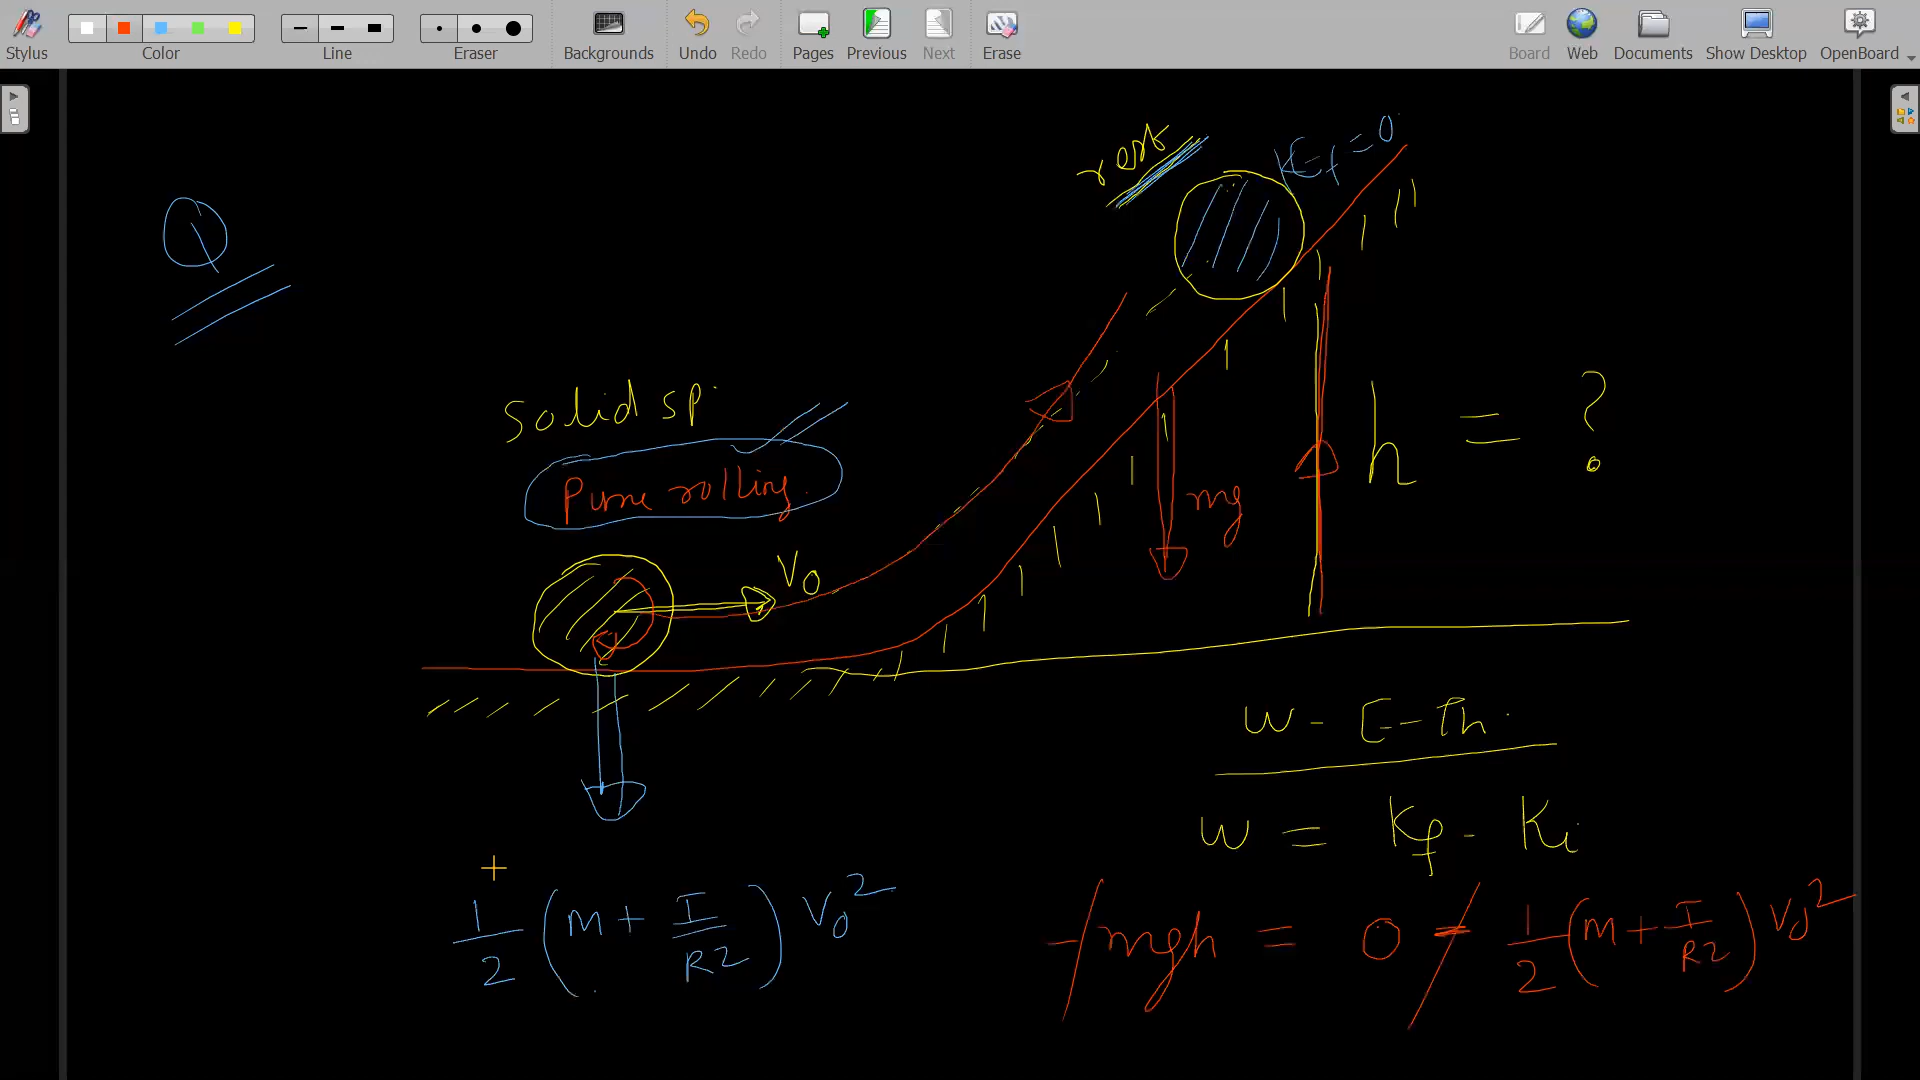 Stylus
Color
Line
Eraser
Backgrounds
Undo
Redo
Pages
Previous
Next
Erase
Board
Web
Documents
Show Desktop
OpenBoard
Q
rest
KEf = 0
Solid sp.
Pure rolling.
V0
mg
h = ?
W - E - Th.
W = Kf - Ki
1/2 (M + I/R2) V0^2
- mgh = 0 - 1/2 (M + I/R2) V0^2